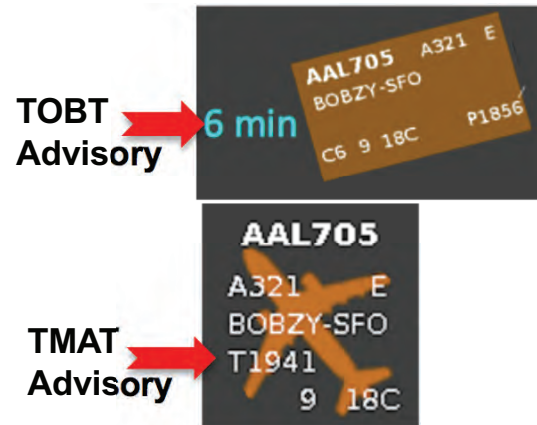 TOBT
Advisory
6 min
AAL705 A321 E
BOBZY-SFO
C6 9 18C P1856
TMAT
Advisory
AAL705
A321 E
BOBZY-SFO
T1941
9 18C